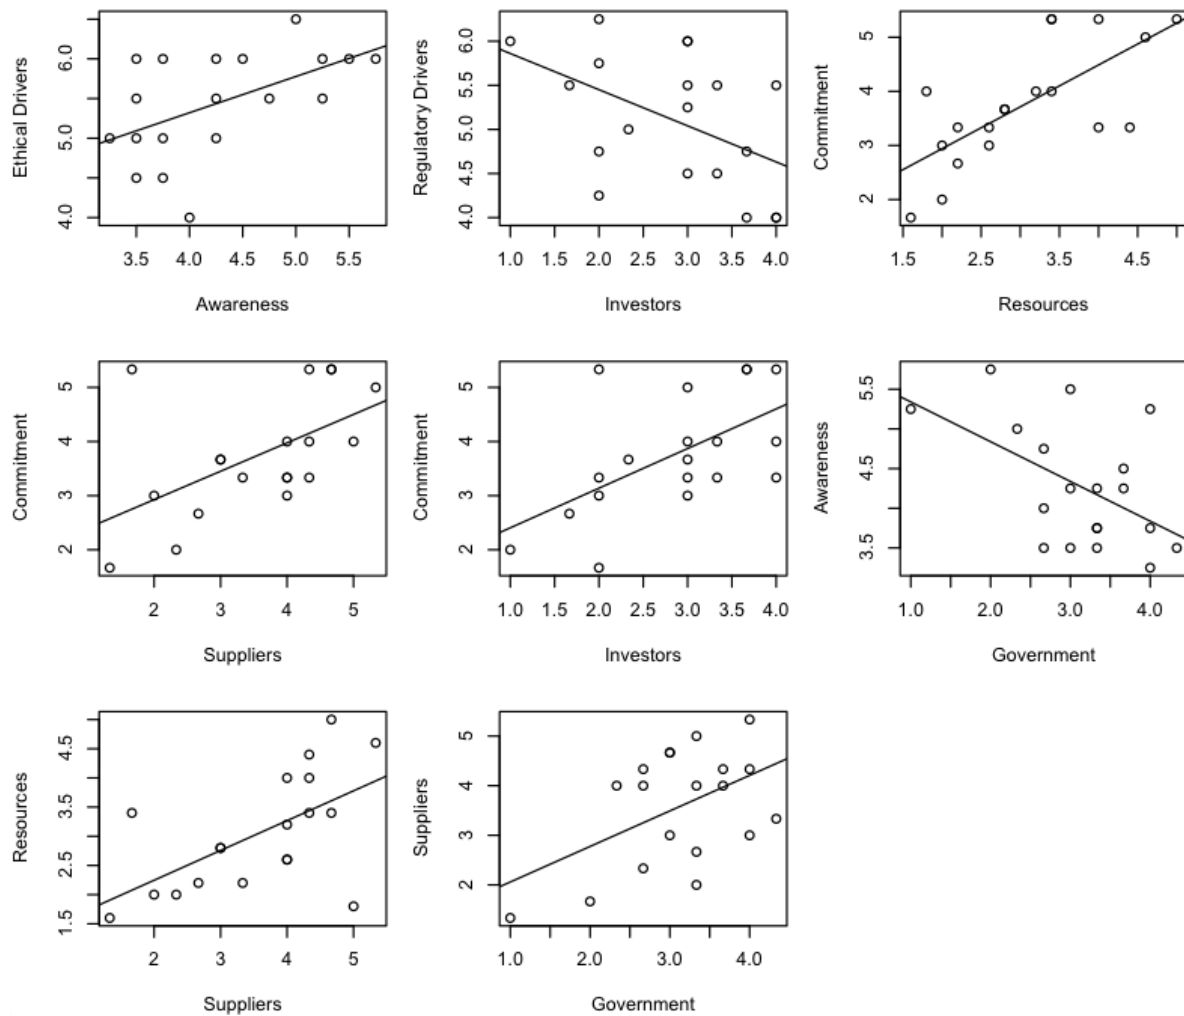 Ethical Drivers
4.0 5.0 6.0
3.5 4.0 4.5 5.0 5.5
Awareness
Regulatory Drivers
4.0 4.5 5.0 5.5 6.0
1.0 2.0 2.5 3.0 3.5 4.0
Investors
Commitment
2 3 4 5
1.5 2.5 3.5 4.5
Resources
Commitment
2 3 4 5
2 3 4 5
Suppliers
Commitment
2 3 4 5
1.0 2.0 2.5 3.0 3.5 4.0
Investors
Awareness
3.5 4.5 5.5
1.0 2.0 3.0 4.0
Government
Resources
1.5 2.5 3.5 4.5
2 3 4 5
Suppliers
Suppliers
2 3 4 5
1.0 2.0 3.0 4.0
Government